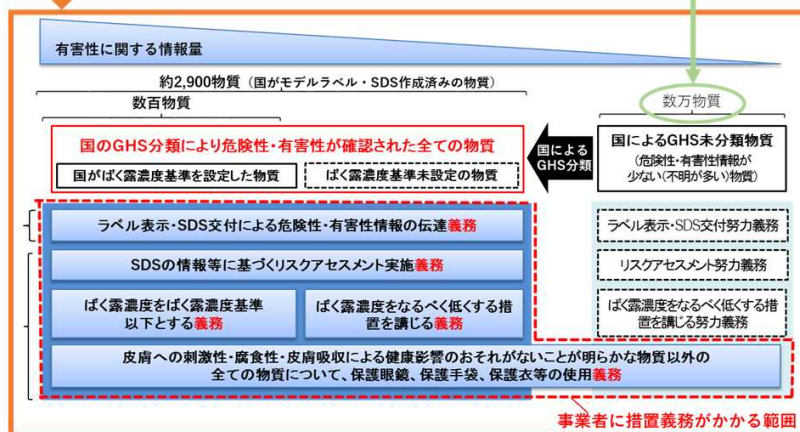 有害性に関する情報量
約2,900物質（国がモデルラベル・SDS作成済みの物質）
数百物質
数万物質
国のGHS分類により危険性・有害性が確認された全ての物質
国がばく露濃度基準を設定した物質
ばく露濃度基準未設定の物質
国による
GHS分類
国によるGHS未分類物質
（危険性・有害性情報が
少ない（不明が多い）物質）
ラベル表示・SDS交付による危険性・有害性情報の伝達義務
ラベル表示・SDS交付努力義務
SDSの情報等に基づくリスクアセスメント実施義務
リスクアセスメント努力義務
ばく露濃度をばく露濃度基準
以下とする義務
ばく露濃度をなるべく低くする措
置を講じる義務
ばく露濃度をなるべく低くする措
置を講じる努力義務
皮膚への刺激性・腐食性・皮膚吸収による健康影響のおそれがないことが明らかな物質以外の
全ての物質について、保護眼鏡、保護手袋、保護衣等の使用義務
事業者に措置義務がかかる範囲